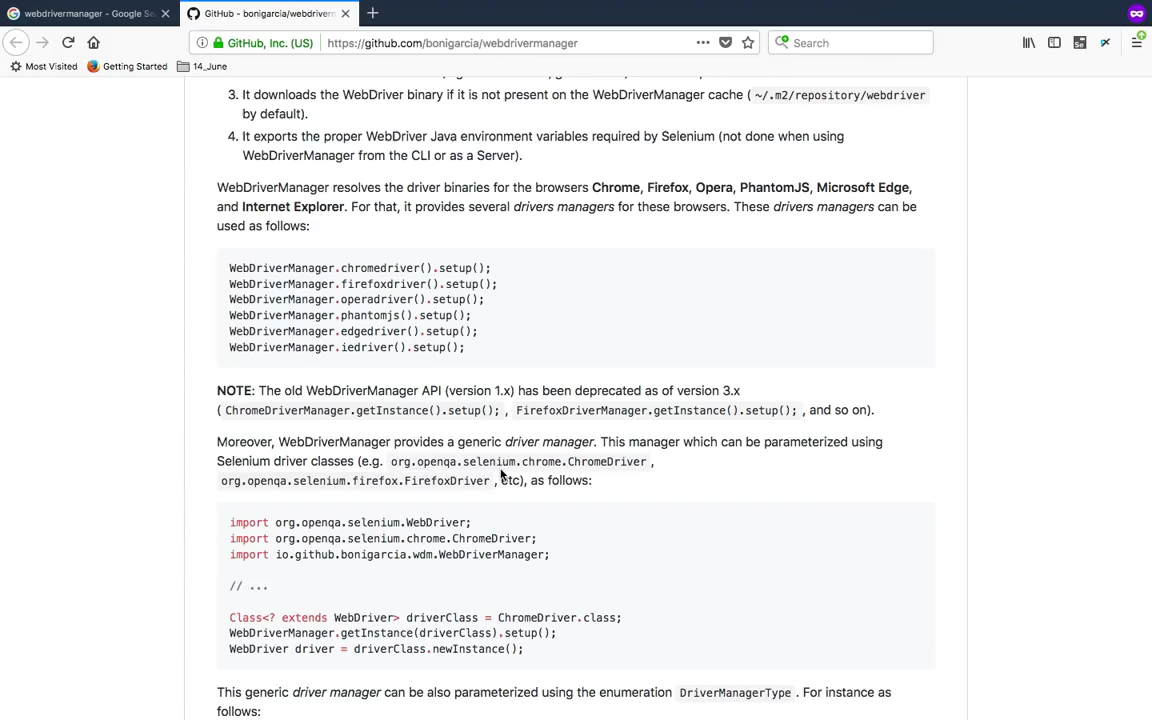 webdrivermanager - Google Se
GitHub - bonigarcia/webdriverm
GitHub, Inc. (US)
https://github.com/bonigarcia/webdrivermanager
Search
Most Visited
Getting Started
14_June
3. It downloads the WebDriver binary if it is not present on the WebDriverManager cache ( ~/.m2/repository/webdriver
by default).
4. It exports the proper WebDriver Java environment variables required by Selenium (not done when using
WebDriverManager from the CLI or as a Server).
WebDriverManager resolves the driver binaries for the browsers Chrome, Firefox, Opera, PhantomJS, Microsoft Edge,
and Internet Explorer. For that, it provides several drivers managers for these browsers. These drivers managers can be
used as follows:
WebDriverManager.chromedriver().setup();
WebDriverManager.firefoxdriver().setup();
WebDriverManager.operadriver().setup();
WebDriverManager.phantomjs().setup();
WebDriverManager.edgedriver().setup();
WebDriverManager.iedriver().setup();
NOTE: The old WebDriverManager API (version 1.x) has been deprecated as of version 3.x
( ChromeDriverManager.getInstance().setup(); , FirefoxDriverManager.getInstance().setup(); , and so on).
Moreover, WebDriverManager provides a generic driver manager. This manager which can be parameterized using
Selenium driver classes (e.g. org.openqa.selenium.chrome.ChromeDriver ,
org.openqa.selenium.firefox.FirefoxDriver , etc), as follows:
import org.openqa.selenium.WebDriver;
import org.openqa.selenium.chrome.ChromeDriver;
import io.github.bonigarcia.wdm.WebDriverManager;
// ...
Class<? extends WebDriver> driverClass = ChromeDriver.class;
WebDriverManager.getInstance(driverClass).setup();
WebDriver driver = driverClass.newInstance();
This generic driver manager can be also parameterized using the enumeration DriverManagerType . For instance as
follows: